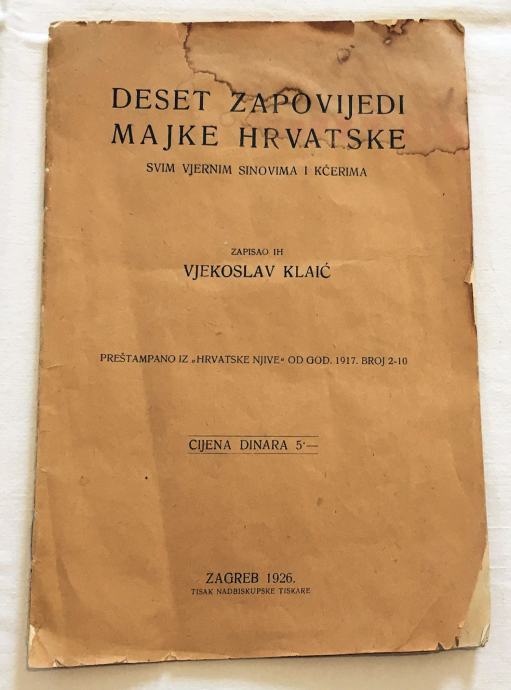 DESET ZAPOVIJEDI
MAJKE HRVATSKE
SVIM VJERNIM SINOVIMA I KĆERIMA
ZAPISAO IH
VJEKOSLAV KLAIĆ
PREŠTAMPANO IZ „HRVATSKE NJIVE“ OD GOD. 1917. BROJ 2-10
CIJENA DINARA 5·—
ZAGREB 1926.
TISAK NADBISKUPSKE TISKARE